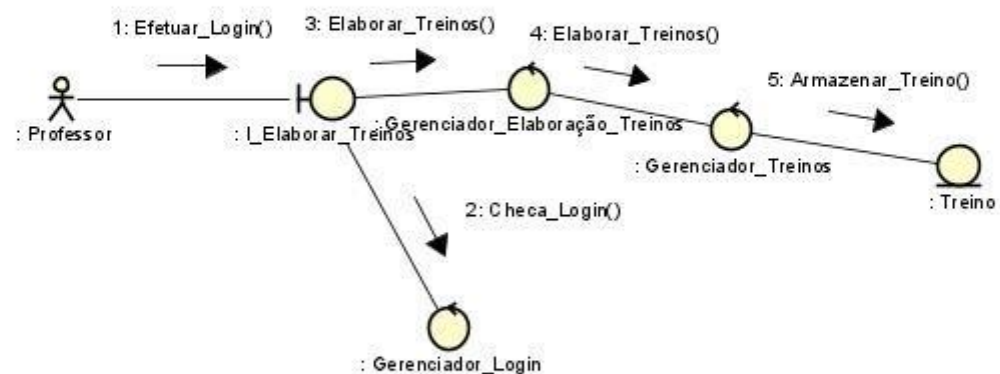 1: Efetuar_Login()
3: Elaborar_Treinos()
4: Elaborar_Treinos()
5: Armazenar_Treino()
: Professor
: I_Elaborar_Treinos
: Gerenciador_Elaboração_Treinos
: Gerenciador_Treinos
: Treino
2: Checa_Login()
: Gerenciador_Login